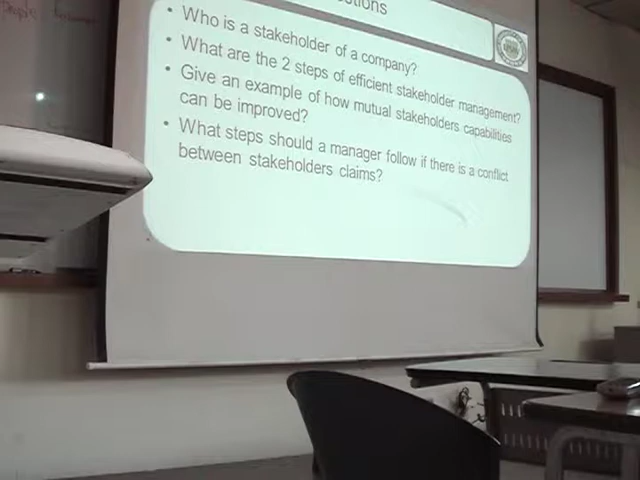 • Who is a stakeholder of a company?
• What are the 2 steps of efficient stakeholder management?
• Give an example of how mutual stakeholders capabilities
can be improved?
• What steps should a manager follow if there is a conflict
between stakeholders claims?